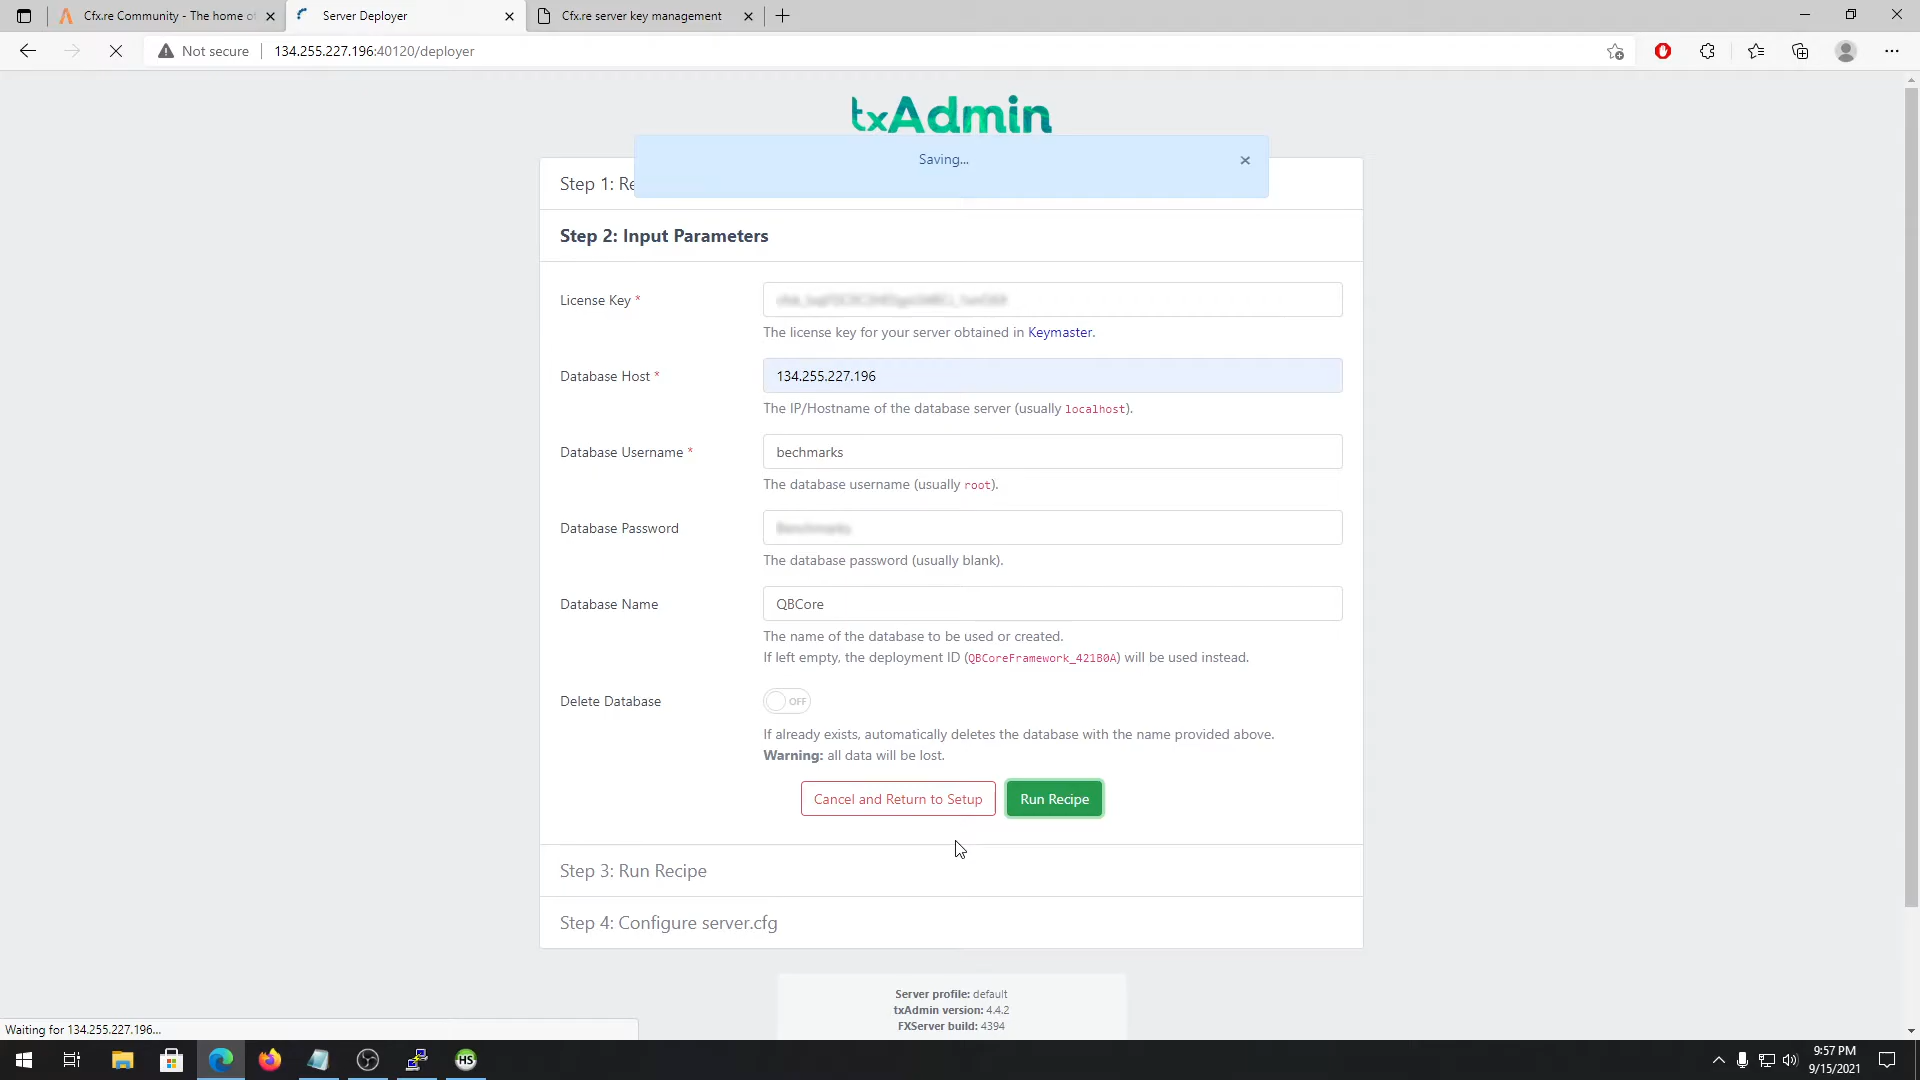 Cfx.re Community - The home of
Server Deployer
Cfx.re server key management
Not secure
134.255.227.196:40120/deployer
txAdmin
Saving...
Step 1: Re
Step 2: Input Parameters
License Key *
The license key for your server obtained in Keymaster.
Database Host *
134.255.227.196
The IP/Hostname of the database server (usually localhost).
Database Username *
bechmarks
The database username (usually root).
Database Password
The database password (usually blank).
Database Name
QBCore
The name of the database to be used or created.
If left empty, the deployment ID (QBCoreFramework_421B0A) will be used instead.
Delete Database
OFF
If already exists, automatically deletes the database with the name provided above.
Warning: all data will be lost.
Cancel and Return to Setup
Run Recipe
Step 3: Run Recipe
Step 4: Configure server.cfg
Server profile: default
txAdmin version: 4.4.2
FXServer build: 4394
Waiting for 134.255.227.196...
HS
9:57 PM
9/15/2021